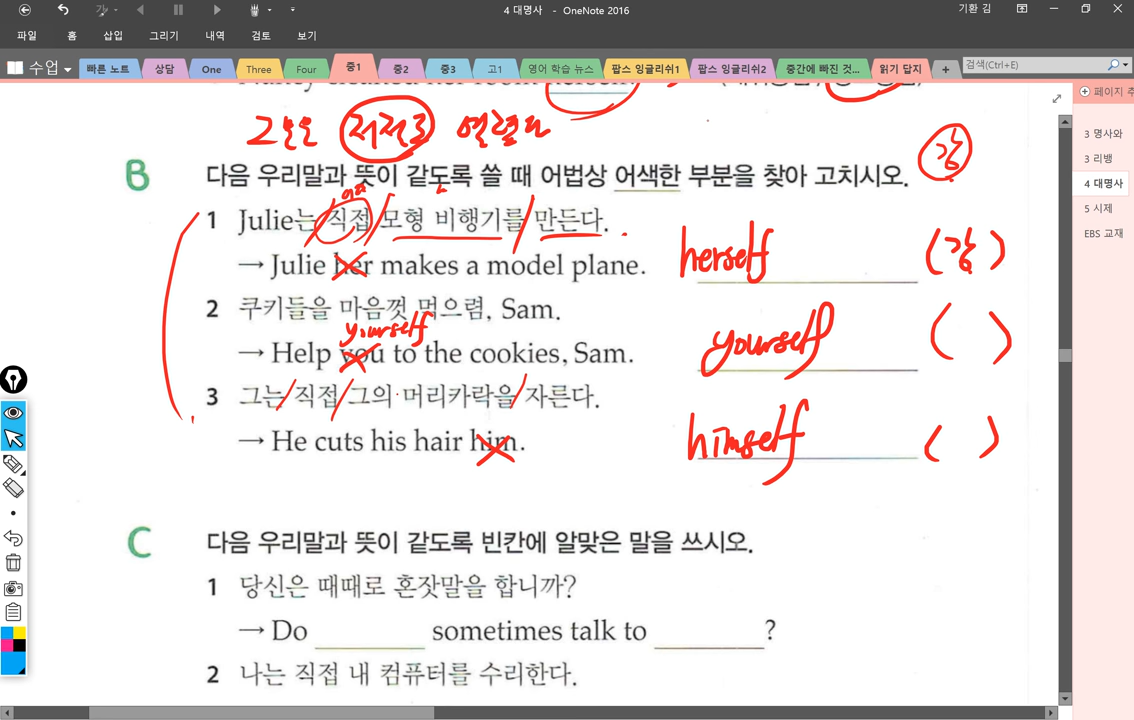 4 대명사 - OneNote 2016
기환 김
파일 홈 삽입 그리기 내역 검토 보기
수업 빠른 노트 상담 One Three Four 중1 중2 중3 고1 영어 학습 뉴스 팝스 잉글리쉬1 팝스 잉글리쉬2 중간에 빠진 것... 읽기 답지 + 검색(Ctrl+E)
페이지 추
3 명사와
3 리뱅
4 대명사
5 시제
EBS 교재
그녀는 직접적으로
강
B 다음 우리말과 뜻이 같도록 쓸 때 어법상 어색한 부분을 찾아 고치시오.
1 Julie는 직접 모형 비행기를 만든다.
→ Julie her makes a model plane. herself (강)
2 쿠키들을 마음껏 먹으렴, Sam.
yourself
→ Help you to the cookies, Sam. yourself ( )
3 그는 직접 그의 머리카락을 자른다.
→ He cuts his hair him. himself ( )
C 다음 우리말과 뜻이 같도록 빈칸에 알맞은 말을 쓰시오.
1 당신은 때때로 혼잣말을 합니까?
→ Do ________ sometimes talk to ________ ?
2 나는 직접 내 컴퓨터를 수리한다.